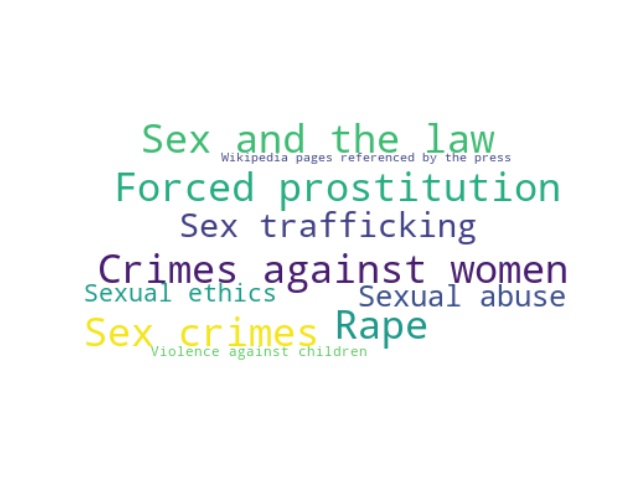 Sex and the law
Wikipedia pages referenced by the press
Forced prostitution
Sex trafficking
Crimes against women
Sexual ethics
Sexual abuse
Sex crimes
Rape
Violence against children